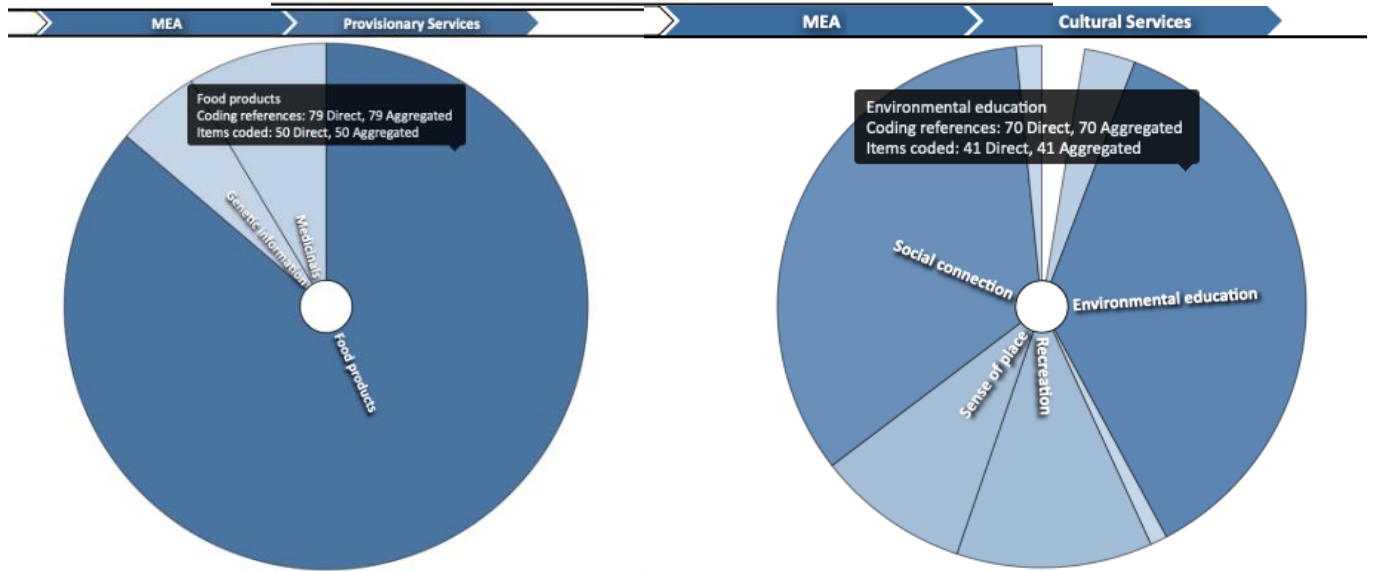 MEA
Provisionary Services
Food products
Coding references: 79 Direct, 79 Aggregated
Items coded: 50 Direct, 50 Aggregated
Genetic information
Medicinals
Food products
MEA
Cultural Services
Environmental education
Coding references: 70 Direct, 70 Aggregated
Items coded: 41 Direct, 41 Aggregated
Social connection
Environmental education
Sense of place
Recreation